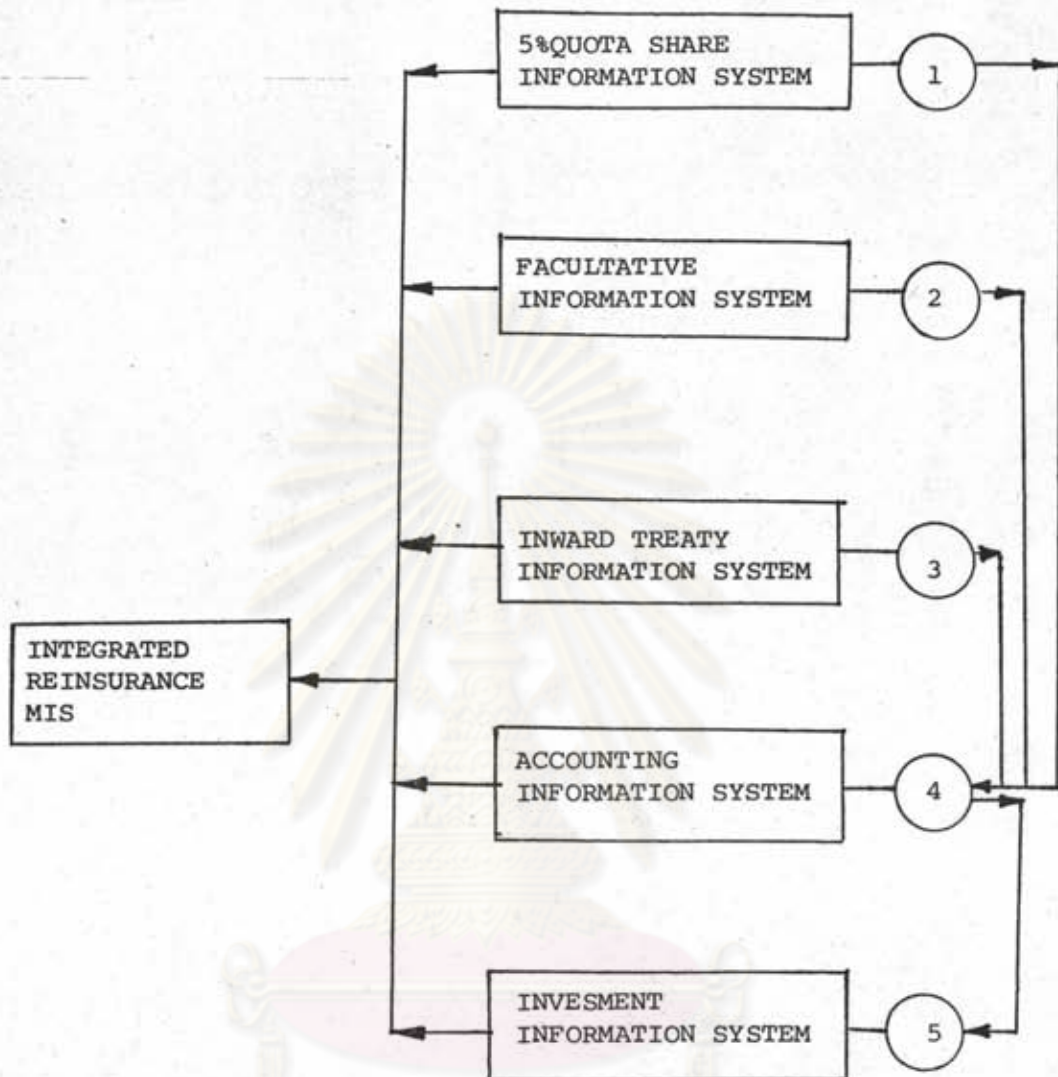 5%QUOTA SHARE
INFORMATION SYSTEM
1
FACULTATIVE
INFORMATION SYSTEM
2
INWARD TREATY
INFORMATION SYSTEM
3
INTEGRATED
REINSURANCE
MIS
ACCOUNTING
INFORMATION SYSTEM
4
INVESMENT
INFORMATION SYSTEM
5